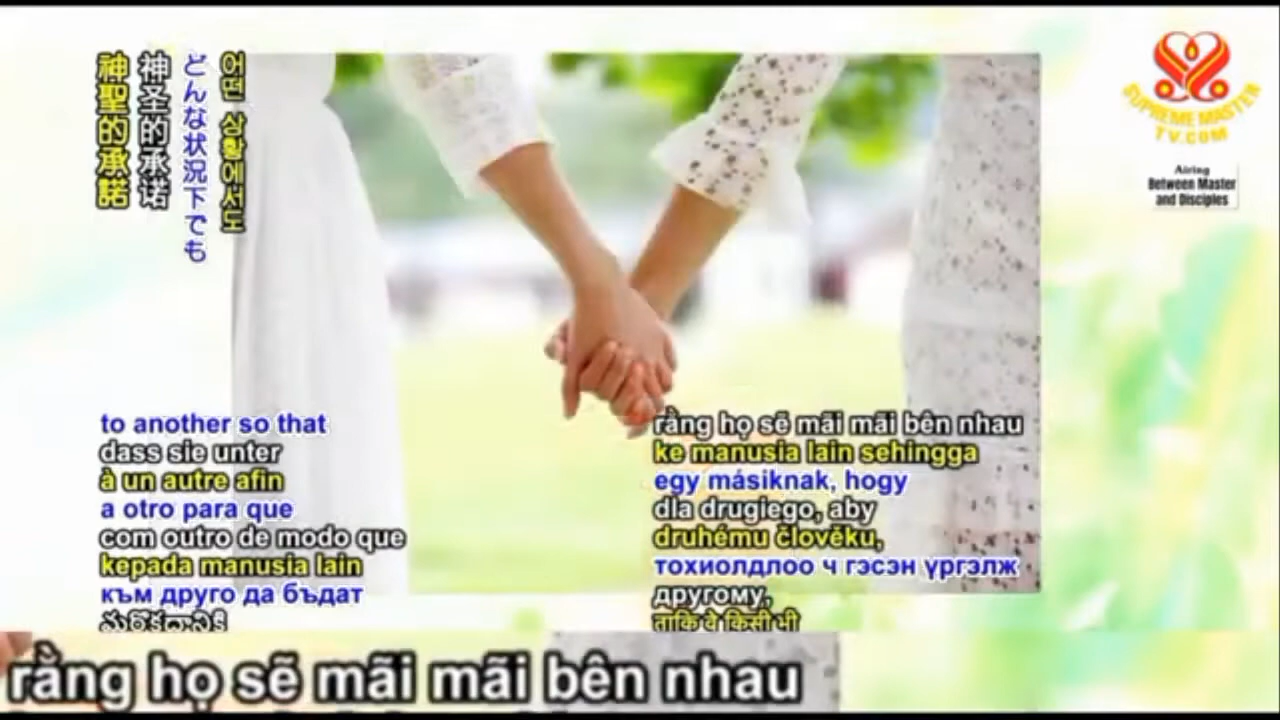 神聖的承諾
神圣的承诺
どんな状況下でも
어떤 상황에서도
SUPREME MASTER
TV.COM
Airing
Between Master
and Disciples
to another so that
dass sie unter
à un autre afin
a otro para que
com outro de modo que
kepada manusia lain
към друго да бъдат
మరొకదానికి
rằng họ sẽ mãi mãi bên nhau
ke manusia lain sehingga
egy másiknak, hogy
dla drugiego, aby
druhému člověku,
тохиолдлоо ч гэсэн үргэлж
другому,
ताकि वे किसी भी
rằng họ sẽ mãi mãi bên nhau